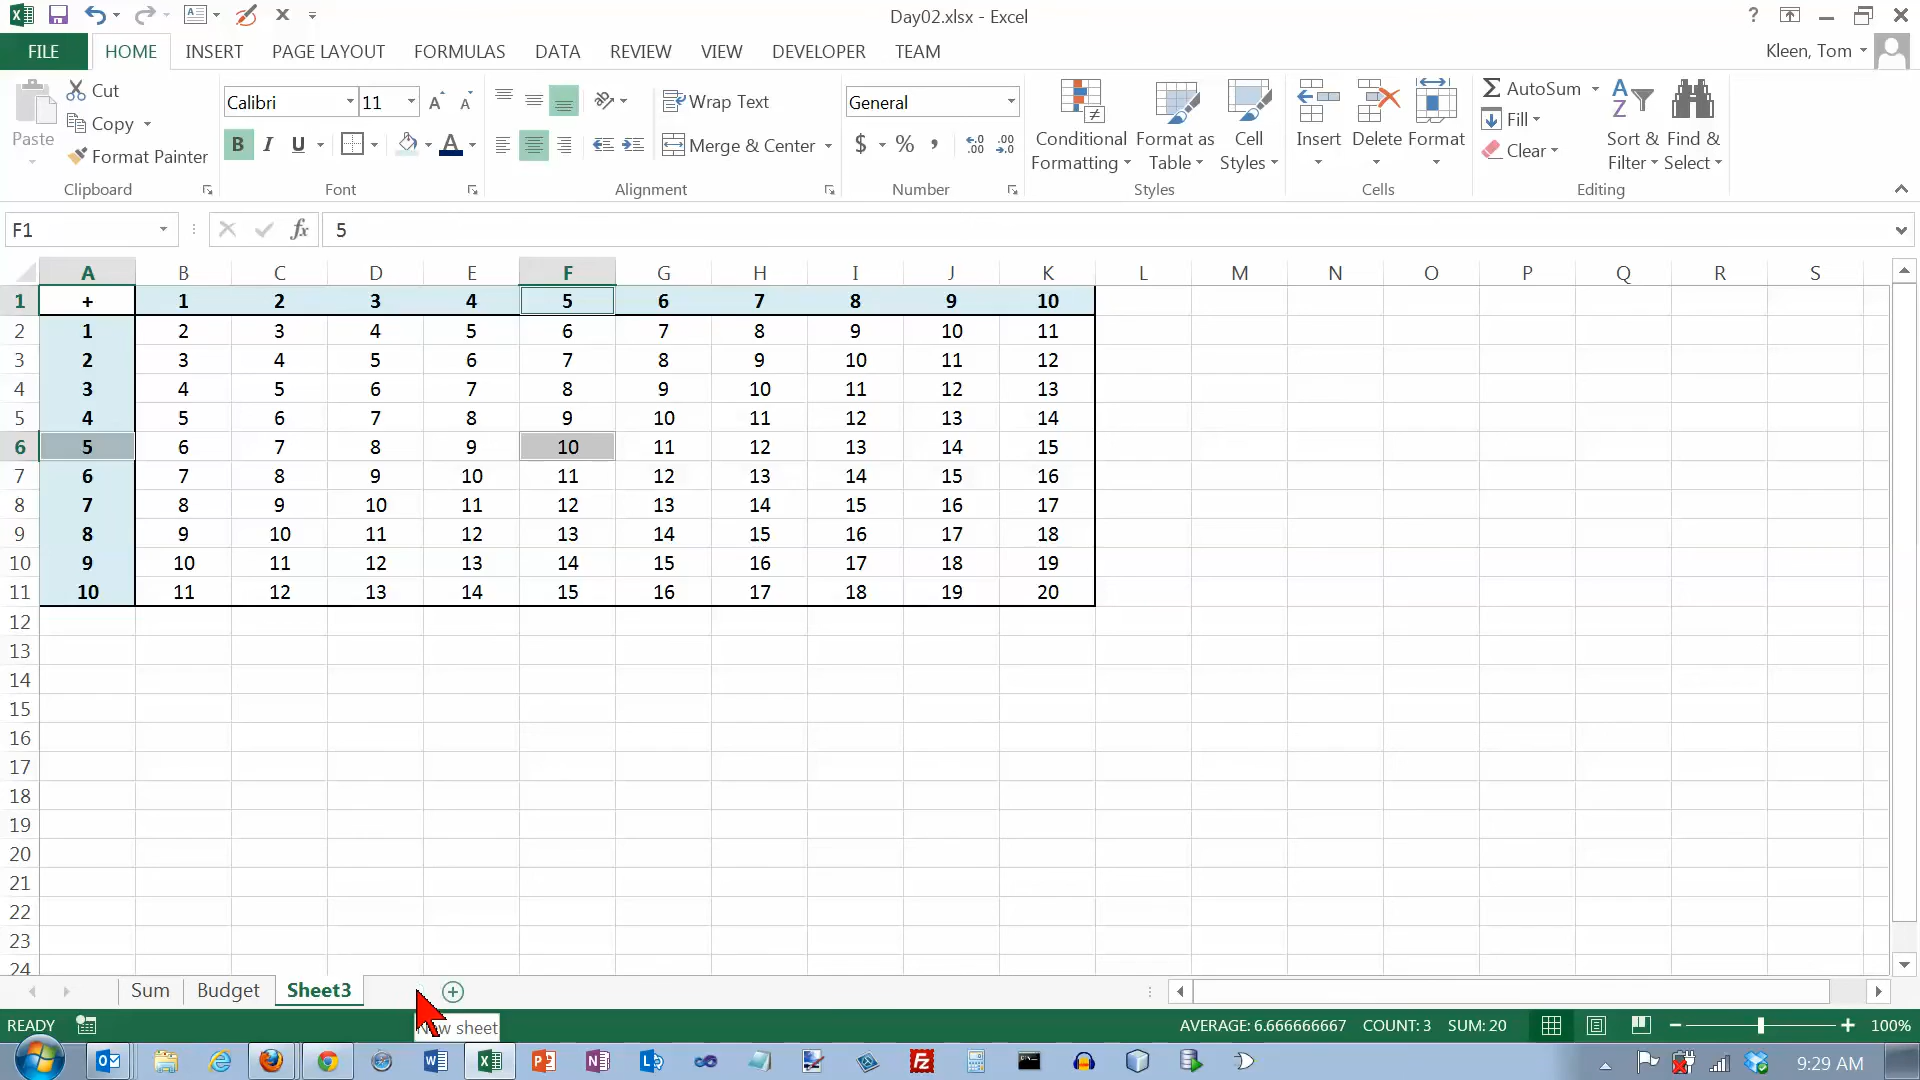 Day02.xlsx - Excel
?
FILE HOME INSERT PAGE LAYOUT FORMULAS DATA REVIEW VIEW DEVELOPER TEAM Kleen, Tom
Paste
Cut
Copy
Format Painter
Clipboard
Calibri 11
B I U A
Font
Wrap Text
Merge & Center
Alignment
General
$ % , .00
Number
Conditional Formatting
Format as Table
Cell Styles
Styles
Insert
Delete
Format
Cells
AutoSum
Fill
Clear
Sort & Filter
Find & Select
Editing
F1 fx 5
A B C D E F G H I J K L M N O P Q R S
1 + 1 2 3 4 5 6 7 8 9 10
2 1 2 3 4 5 6 7 8 9 10 11
3 2 3 4 5 6 7 8 9 10 11 12
4 3 4 5 6 7 8 9 10 11 12 13
5 4 5 6 7 8 9 10 11 12 13 14
6 5 6 7 8 9 10 11 12 13 14 15
7 6 7 8 9 10 11 12 13 14 15 16
8 7 8 9 10 11 12 13 14 15 16 17
9 8 9 10 11 12 13 14 15 16 17 18
10 9 10 11 12 13 14 15 16 17 18 19
11 10 11 12 13 14 15 16 17 18 19 20
12
13
14
15
16
17
18
19
20
21
22
23
24
Sum Budget Sheet3
New sheet
READY AVERAGE: 6.666666667 COUNT: 3 SUM: 20 100%
9:29 AM